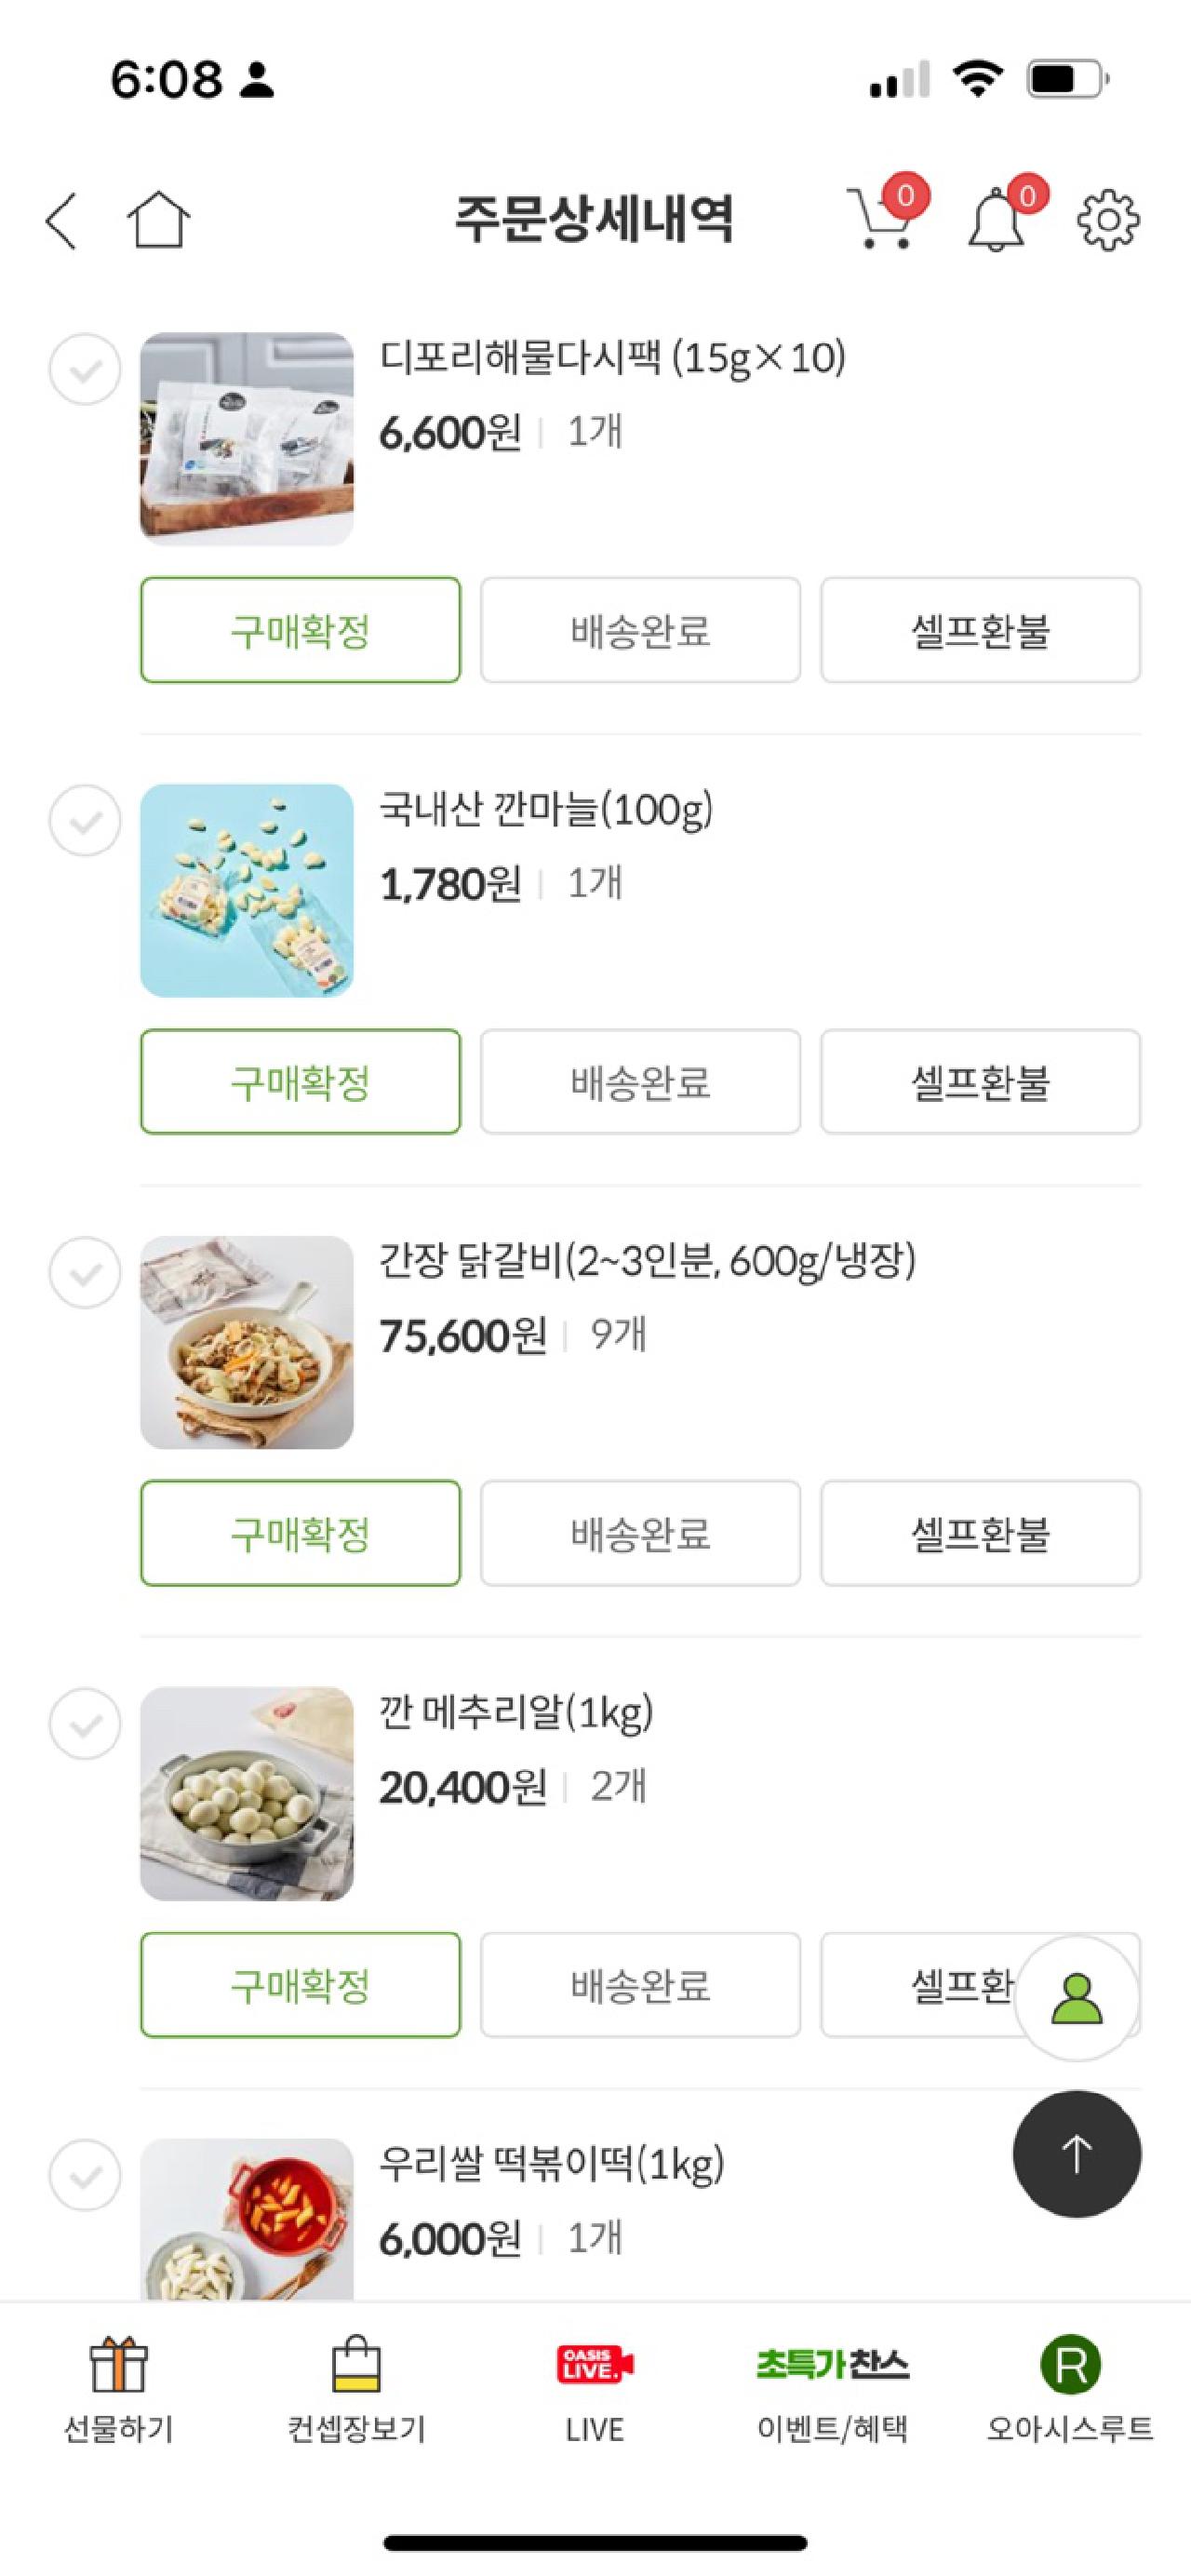 6:08
주문상세내역
0
0
디포리해물다시팩 (15g×10)
6,600원 | 1개
구매확정 배송완료 셀프환불
국내산 깐마늘(100g)
1,780원 | 1개
구매확정 배송완료 셀프환불
간장 닭갈비(2~3인분, 600g/냉장)
75,600원 | 9개
구매확정 배송완료 셀프환불
깐 메추리알(1kg)
20,400원 | 2개
구매확정 배송완료 셀프환
우리쌀 떡볶이떡(1kg)
6,000원 | 1개
OASIS
LIVE.
초특가 찬스
R
선물하기 컨셉장보기 LIVE 이벤트/혜택 오아시스루트